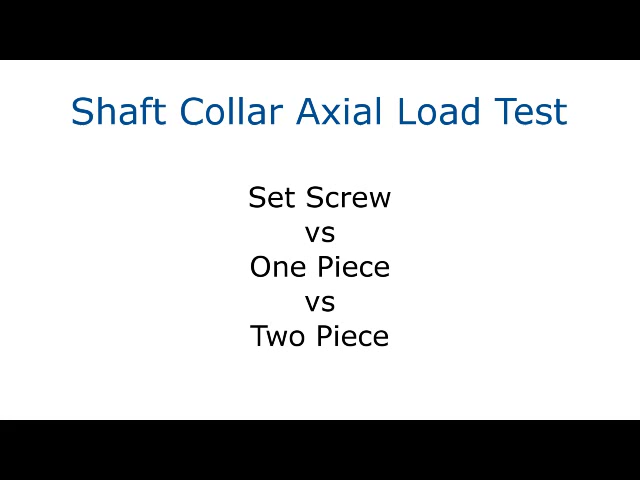 Shaft Collar Axial Load Test
Set Screw
vs
One Piece
vs
Two Piece